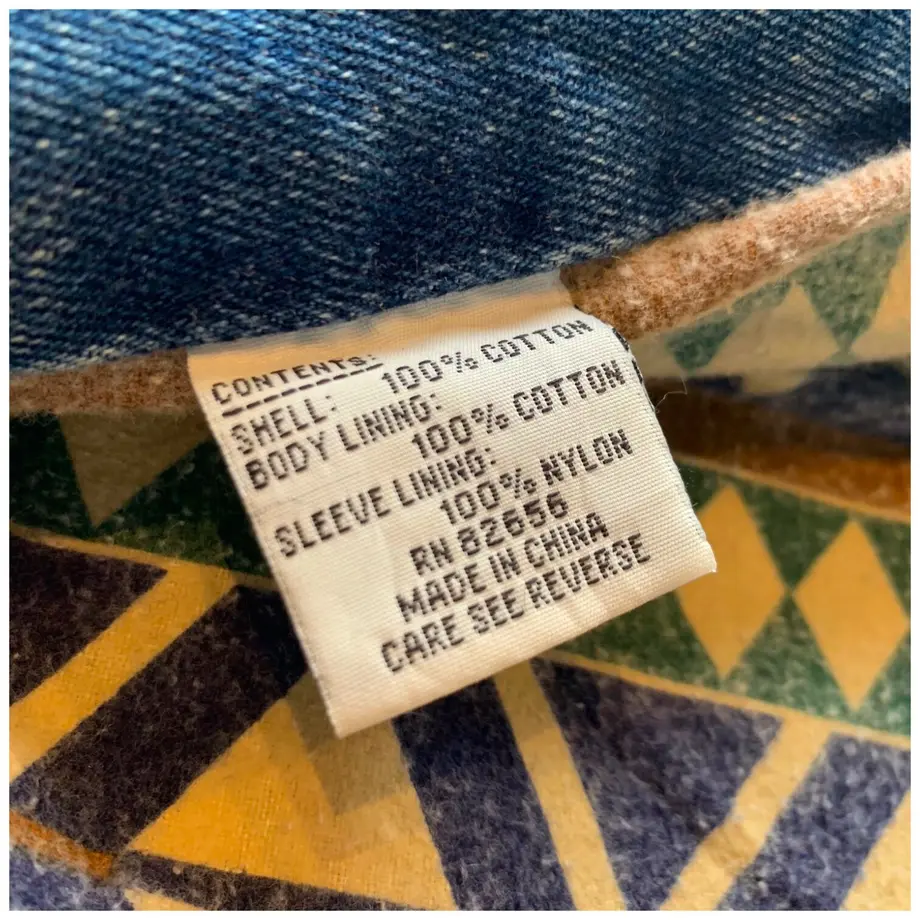 CONTENTS:
SHELL: 100% COTTON
BODY LINING:
100% COTTON
SLEEVE LINING:
100% NYLON
RN 82656
MADE IN CHINA
CARE SEE REVERSE